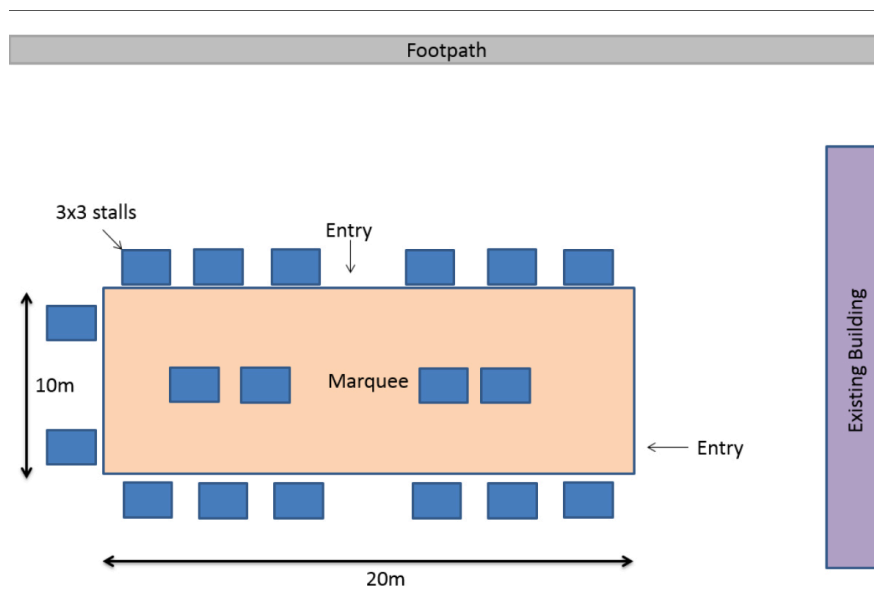 Footpath
3x3 stalls
Entry
10m
Marquee
Existing Building
Entry
20m